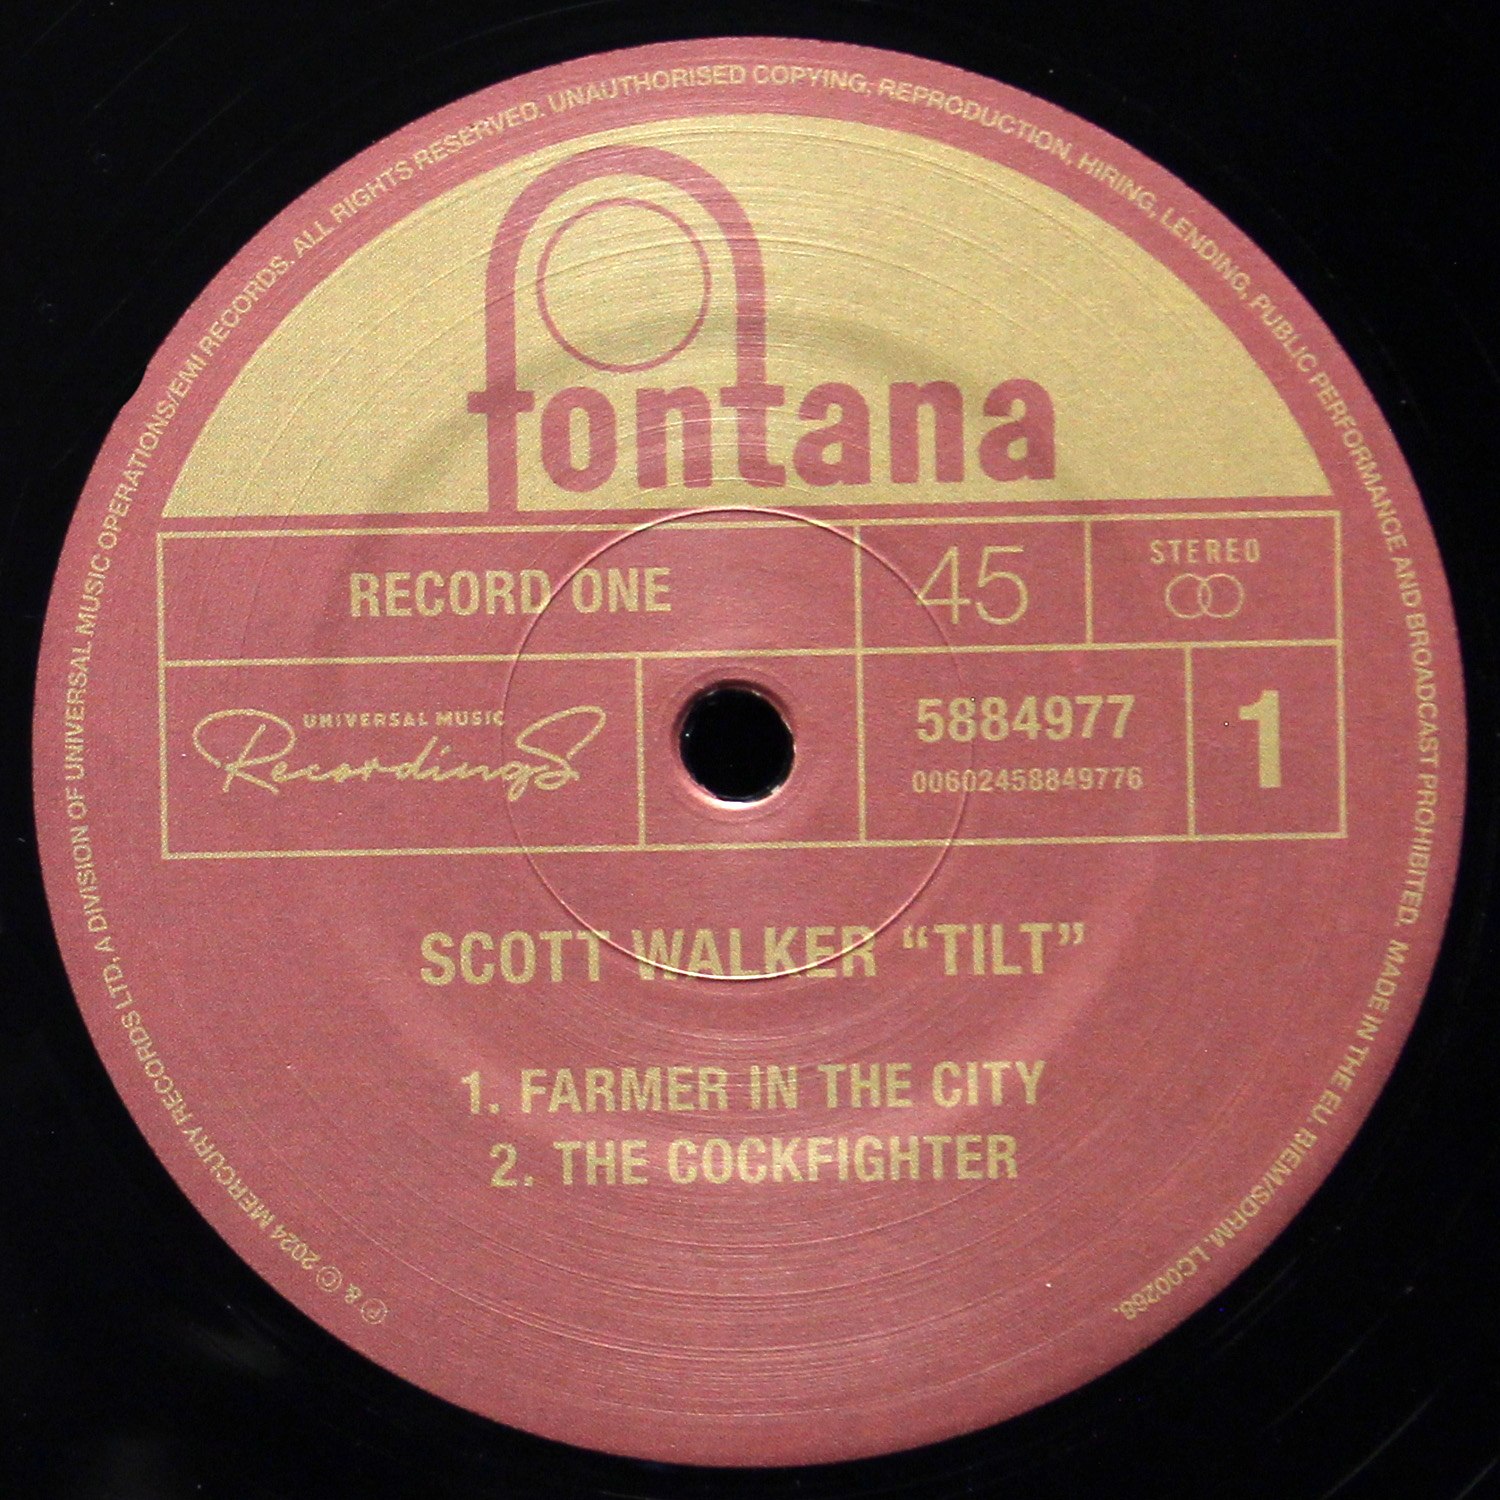 ℗ & © 2024 MERCURY RECORDS LTD, A DIVISION OF UNIVERSAL MUSIC OPERATIONS/EMI RECORDS. ALL RIGHTS RESERVED. UNAUTHORISED COPYING, REPRODUCTION, HIRING, LENDING, PUBLIC PERFORMANCE AND BROADCAST PROHIBITED. MADE IN THE EU. BIEM/SDRM. LC00268.
fontana
RECORD ONE
45
STEREO
UNIVERSAL MUSIC
Recordings
5884977
00602458849776
1
SCOTT WALKER “TILT”
1. FARMER IN THE CITY
2. THE COCKFIGHTER